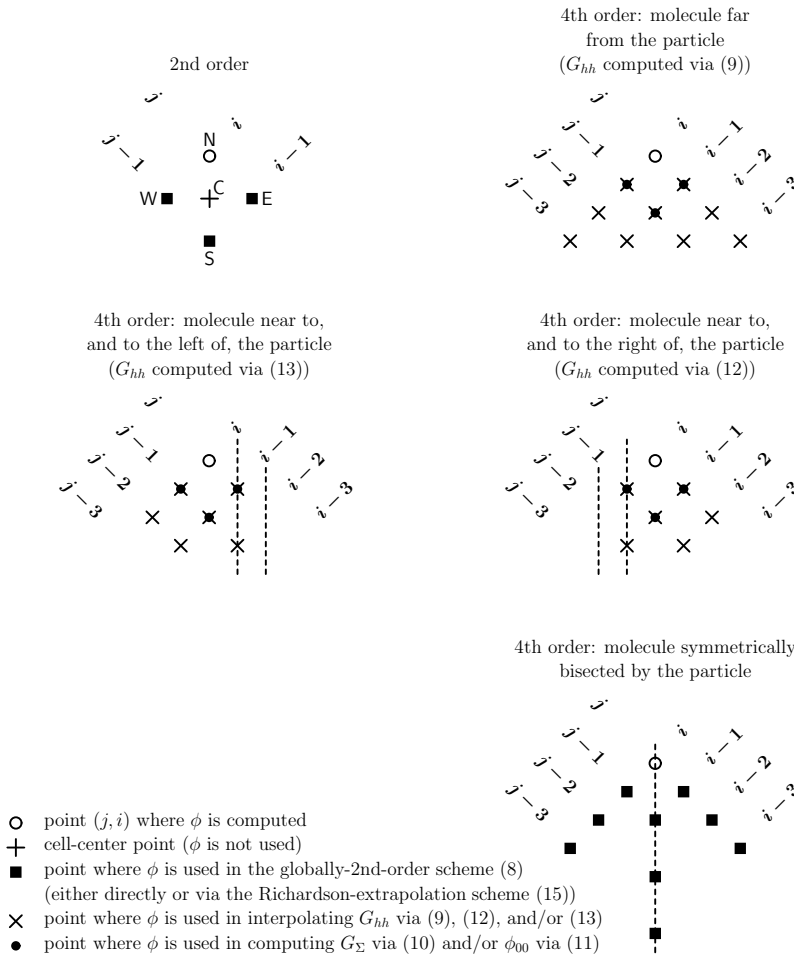 2nd order
j
j − 1
i
i − 1
N
W
C
E
S
4th order: molecule far
from the particle
(G_hh computed via (9))
j
j − 1
j − 2
j − 3
i
i − 1
i − 2
i − 3
4th order: molecule near to,
and to the left of, the particle
(G_hh computed via (13))
j
j − 1
j − 2
j − 3
i
i − 1
i − 2
i − 3
4th order: molecule near to,
and to the right of, the particle
(G_hh computed via (12))
j
j − 1
j − 2
j − 3
i
i − 1
i − 2
i − 3
4th order: molecule symmetrically
bisected by the particle
j
j − 1
j − 2
j − 3
i
i − 1
i − 2
i − 3
point (j, i) where ϕ is computed
cell-center point (ϕ is not used)
point where ϕ is used in the globally-2nd-order scheme (8)
(either directly or via the Richardson-extrapolation scheme (15))
point where ϕ is used in interpolating G_hh via (9), (12), and/or (13)
point where ϕ is used in computing G_Σ via (10) and/or ϕ_00 via (11)